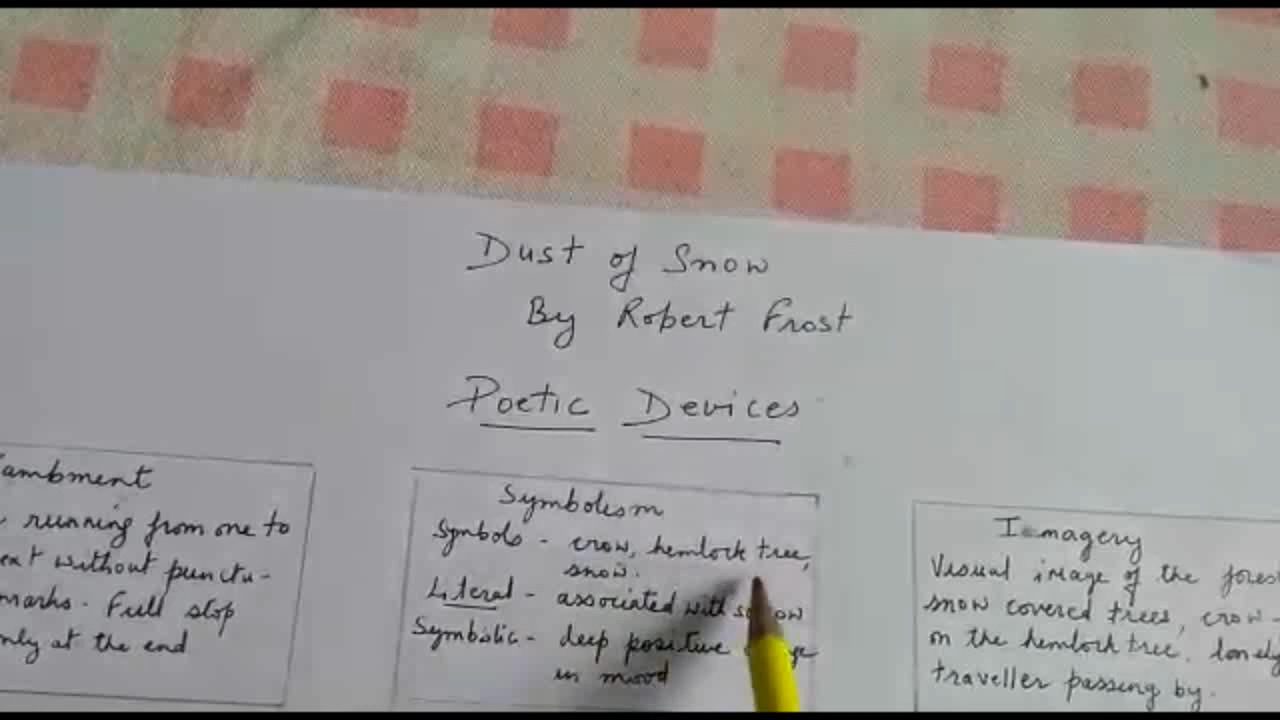 Dust of Snow
By Robert Frost
Poetic Devices
ambment
running from one to
ext without punctu-
marks. Full stop
nly at the end
Symbolism
Symbols - crow, hemlock tree,
snow.
Literal - associated with
Symbolic - deep positive
in mood
Imagery
Visual image of the forest
snow covered trees, crow-
on the hemlock tree. lonely
traveller passing by.